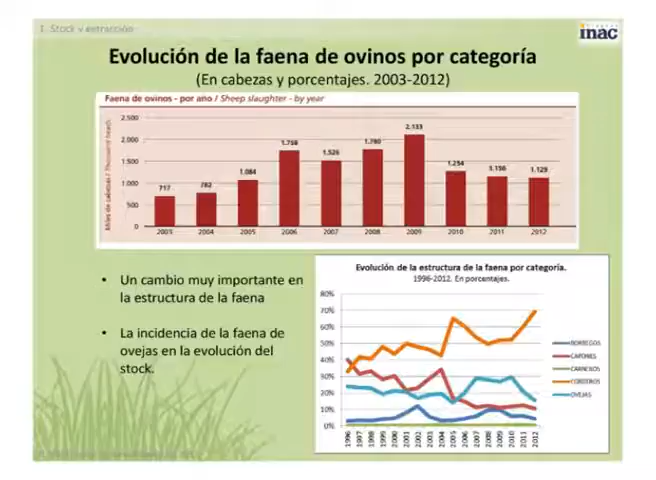 1. Stock y extracción
inac
Evolución de la faena de ovinos por categoría
(En cabezas y porcentajes. 2003-2012)
Faena de ovinos - por año / Sheep slaughter - by year
Miles de cabezas / Thousand heads
2.500
2.000
1.500
1.000
500
0
717
782
1.084
1.758
1.526
1.780
2.133
1.294
1.156
1.129
2003
2004
2005
2006
2007
2008
2009
2010
2011
2012
• Un cambio muy importante en
la estructura de la faena
• La incidencia de la faena de
ovejas en la evolución del
stock.
Evolución de la estructura de la faena por categoría.
1996-2012. En porcentajes.
80%
70%
60%
50%
40%
30%
20%
10%
0%
1996
1997
1998
1999
2000
2001
2002
2003
2004
2005
2006
2007
2008
2009
2010
2011
2012
BORREGOS
CAPONES
CARNEROS
CORDEROS
OVEJAS